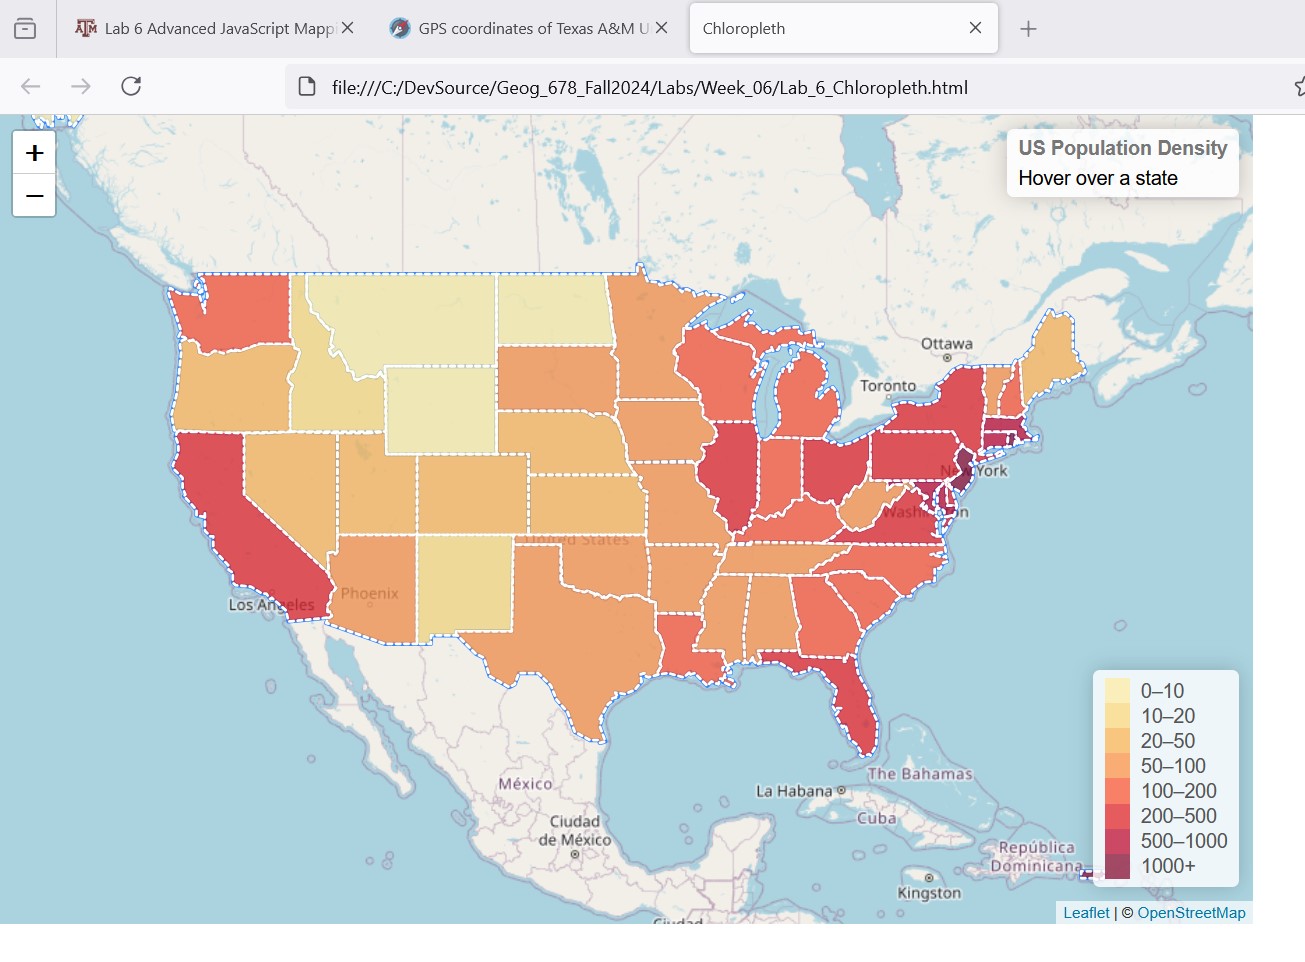 Lab 6 Advanced JavaScript Mappi
GPS coordinates of Texas A&M U
Chloropleth
file:///C:/DevSource/Geog_678_Fall2024/Labs/Week_06/Lab_6_Chloropleth.html
+
−
US Population Density
Hover over a state
Ottawa
Toronto
New York
Washington
United States
Phoenix
Los Angeles
México
Ciudad
de México
La Habana
The Bahamas
Cuba
República
Dominicana
Kingston
Ciudad
0–10
10–20
20–50
50–100
100–200
200–500
500–1000
1000+
Leaflet | © OpenStreetMap